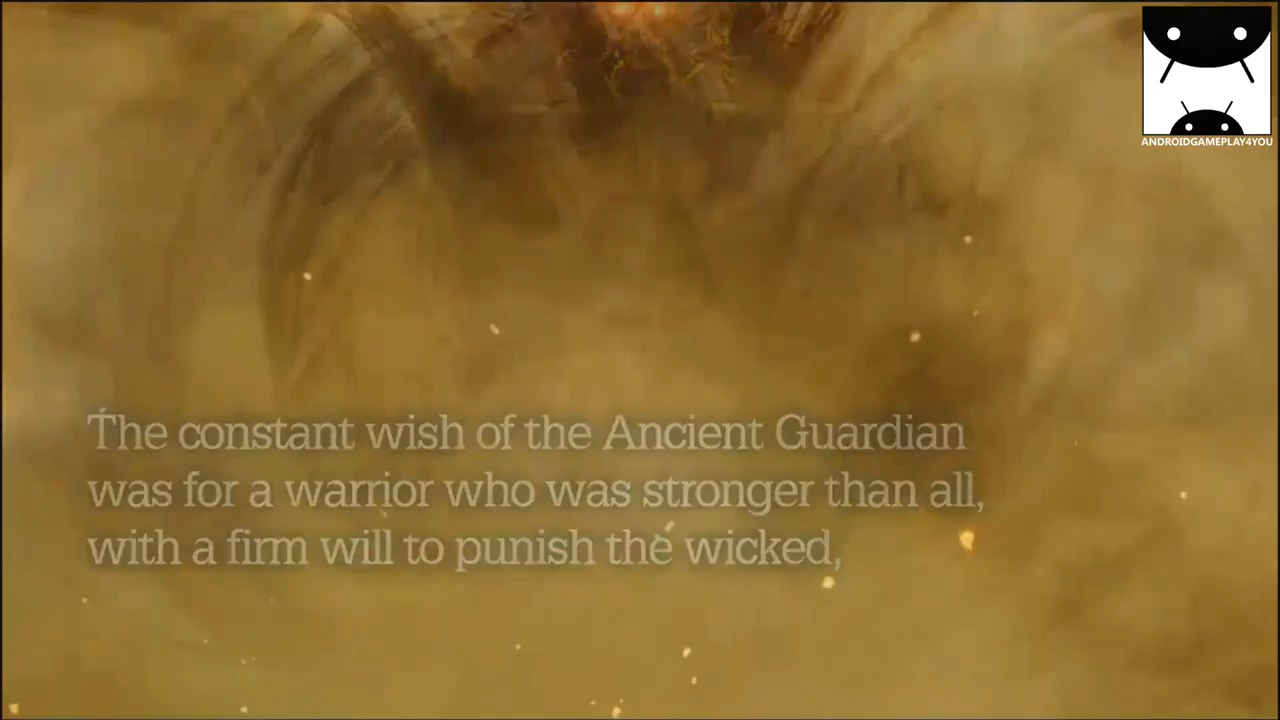 ANDROIDGAMEPLAY4YOU
The constant wish of the Ancient Guardian
was for a warrior who was stronger than all,
with a firm will to punish the wicked,